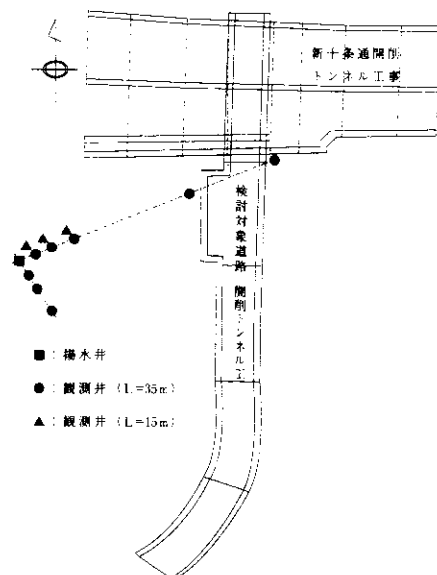 新十条通開削
トンネル工事
検討対象道路 開削トンネル工
■：揚水井
●：観測井（L=35m）
▲：観測井（L=15m）